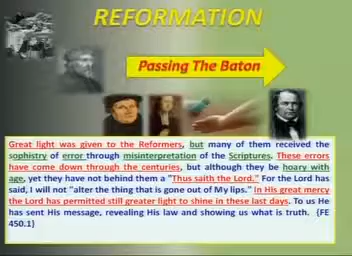 REFORMATION
Passing The Baton
Great light was given to the Reformers, but many of them received the
sophistry of error through misinterpretation of the Scriptures. These errors
have come down through the centuries, but although they be hoary with
age, yet they have not behind them a "Thus saith the Lord." For the Lord has
said, I will not "alter the thing that is gone out of My lips." In His great mercy
the Lord has permitted still greater light to shine in these last days. To us He
has sent His message, revealing His law and showing us what is truth. {FE
450.1}